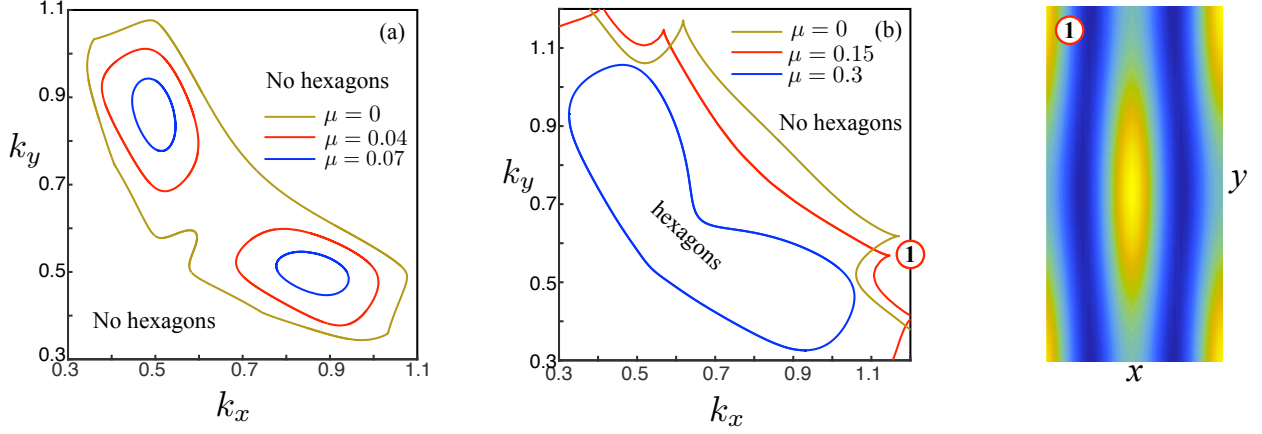 1.1
0.9
0.7
0.5
0.3
k_y
(a)
No hexagons
μ = 0
μ = 0.04
μ = 0.07
No hexagons
0.3 0.5 0.7 0.9 1.1
k_x
1.1
0.9
0.7
0.5
0.3
k_y
(b)
μ = 0
μ = 0.15
μ = 0.3
No hexagons
hexagons
1
0.3 0.5 0.7 0.9 1.1
k_x
1
y
x